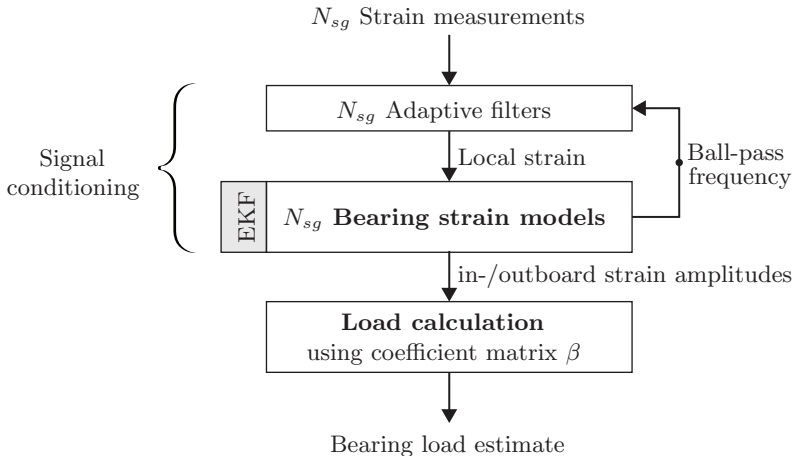 N_sg Strain measurements
N_sg Adaptive filters
Signal
conditioning
Local strain
Ball-pass
frequency
EKF
N_sg Bearing strain models
in-/outboard strain amplitudes
Load calculation
using coefficient matrix β
Bearing load estimate